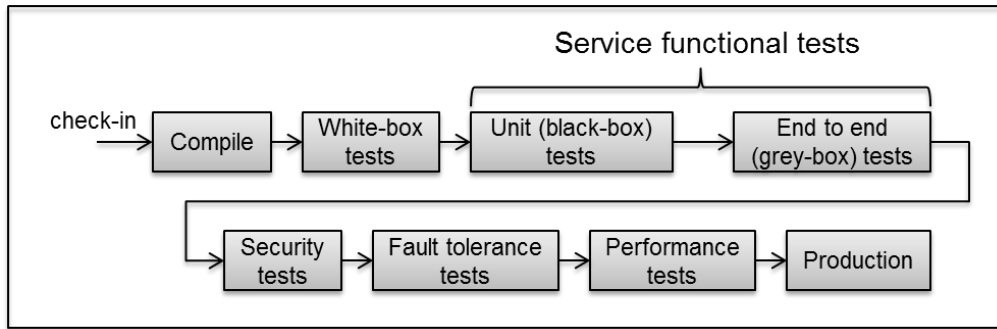 Service functional tests
check-in
Compile
White-box
tests
Unit (black-box)
tests
End to end
(grey-box) tests
Security
tests
Fault tolerance
tests
Performance
tests
Production